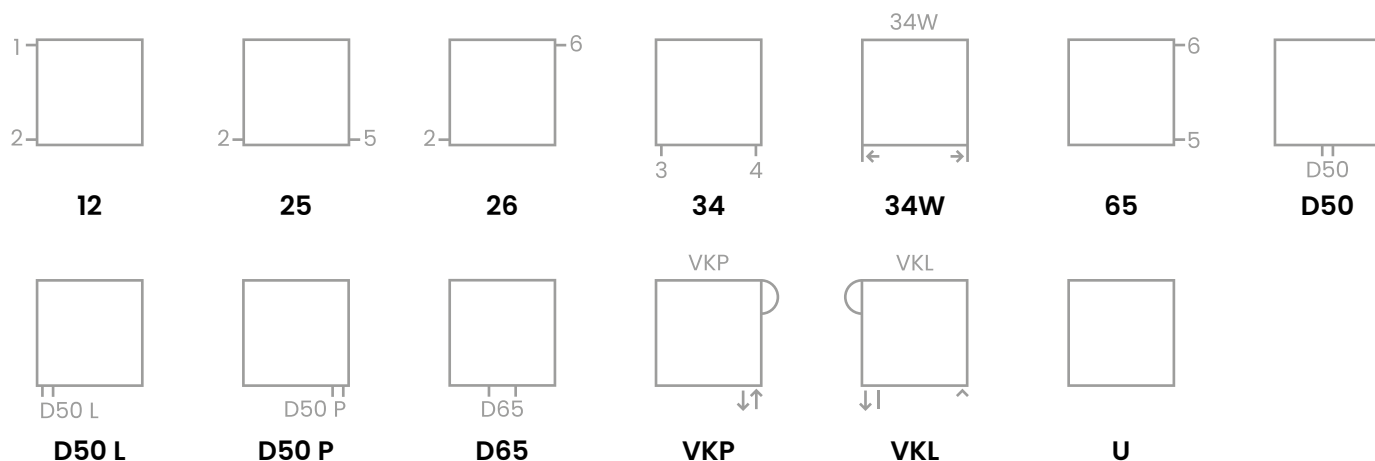 34W
1 6 6
2 2 5 2 5
3 4 D50
12 25 26 34 34W 65 D50
VKP VKL
D50 L D50 P D65
D50 L D50 P D65 VKP VKL U